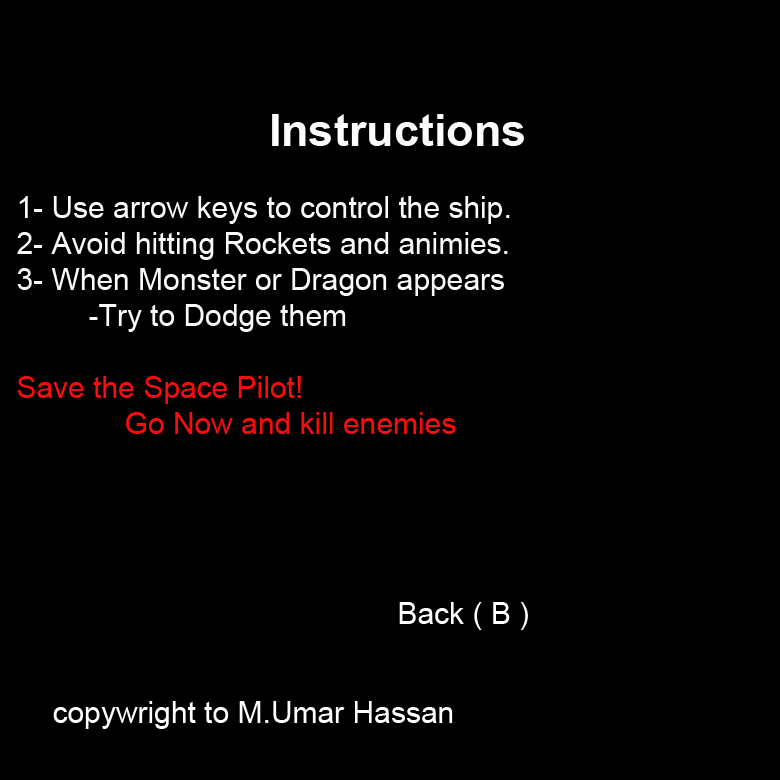 Instructions
1- Use arrow keys to control the ship.
2- Avoid hitting Rockets and animies.
3- When Monster or Dragon appears
-Try to Dodge them
Save the Space Pilot!
Go Now and kill enemies
Back ( B )
copywright to M.Umar Hassan